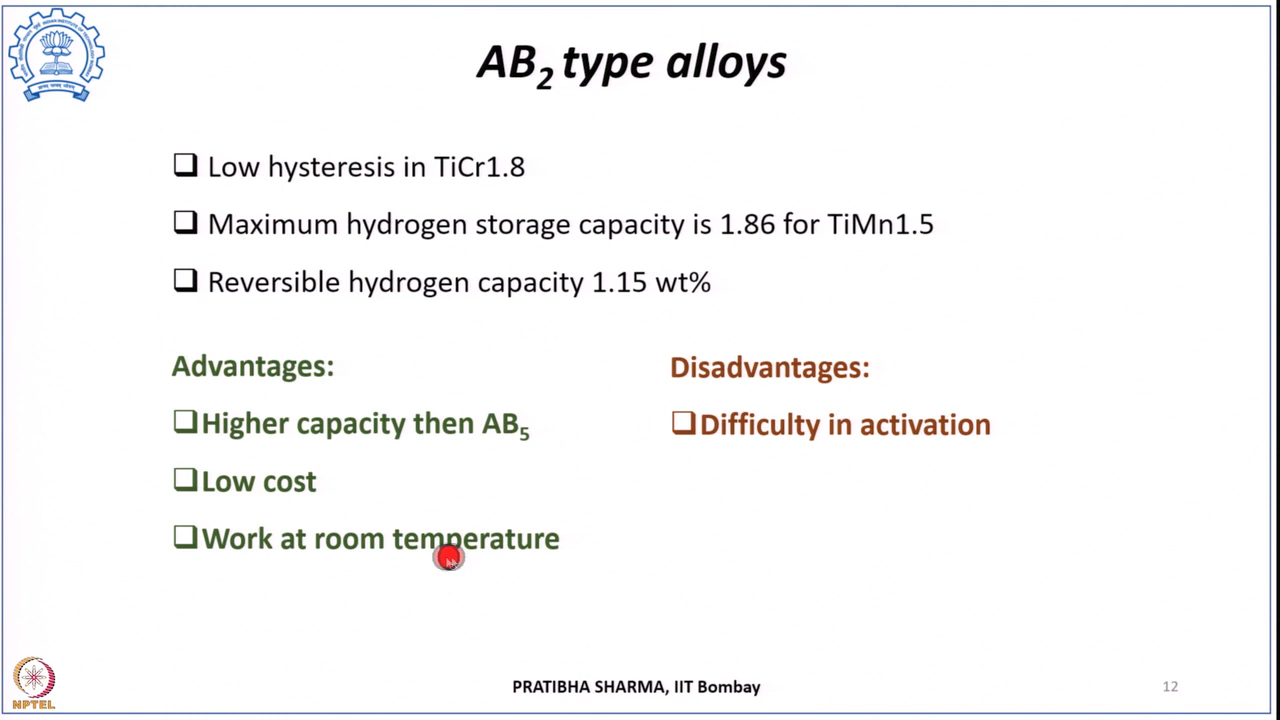 AB2 type alloys
❑ Low hysteresis in TiCr1.8
❑ Maximum hydrogen storage capacity is 1.86 for TiMn1.5
❑ Reversible hydrogen capacity 1.15 wt%
Advantages:
❑Higher capacity then AB5
❑Low cost
❑Work at room temperature
Disadvantages:
❑Difficulty in activation
NPTEL
PRATIBHA SHARMA, IIT Bombay
12